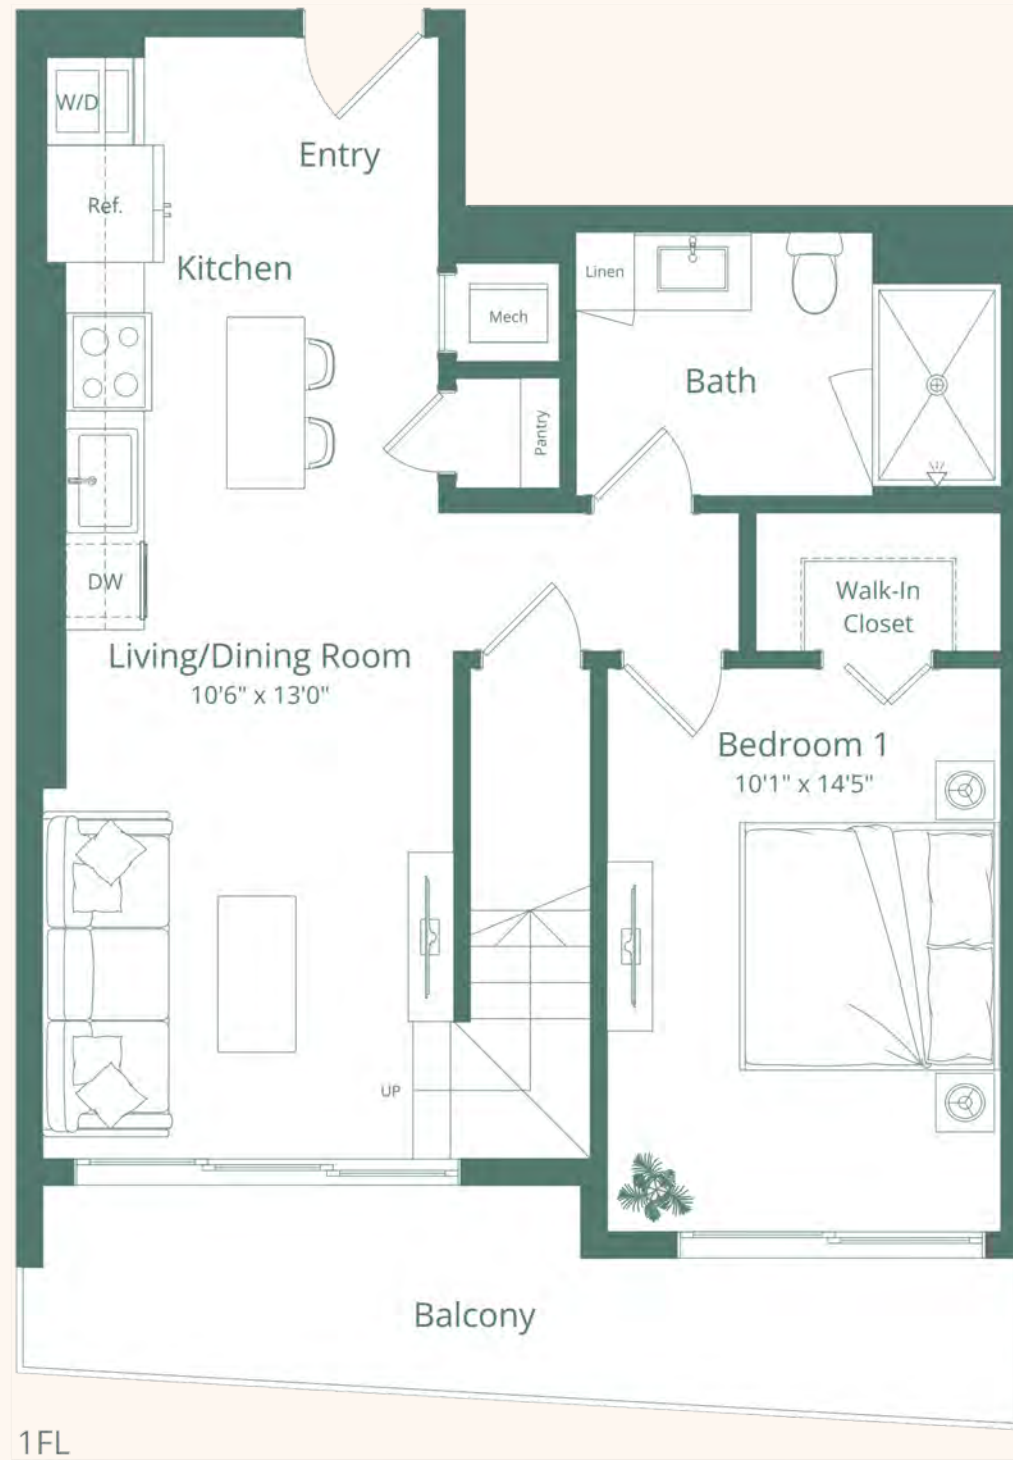 W/D
Entry
Ref.
Kitchen
Linen
Mech
Bath
Pantry
DW
Walk-In
Closet
Living/Dining Room
10'6" x 13'0"
Bedroom 1
10'1" x 14'5"
UP
Balcony
1FL